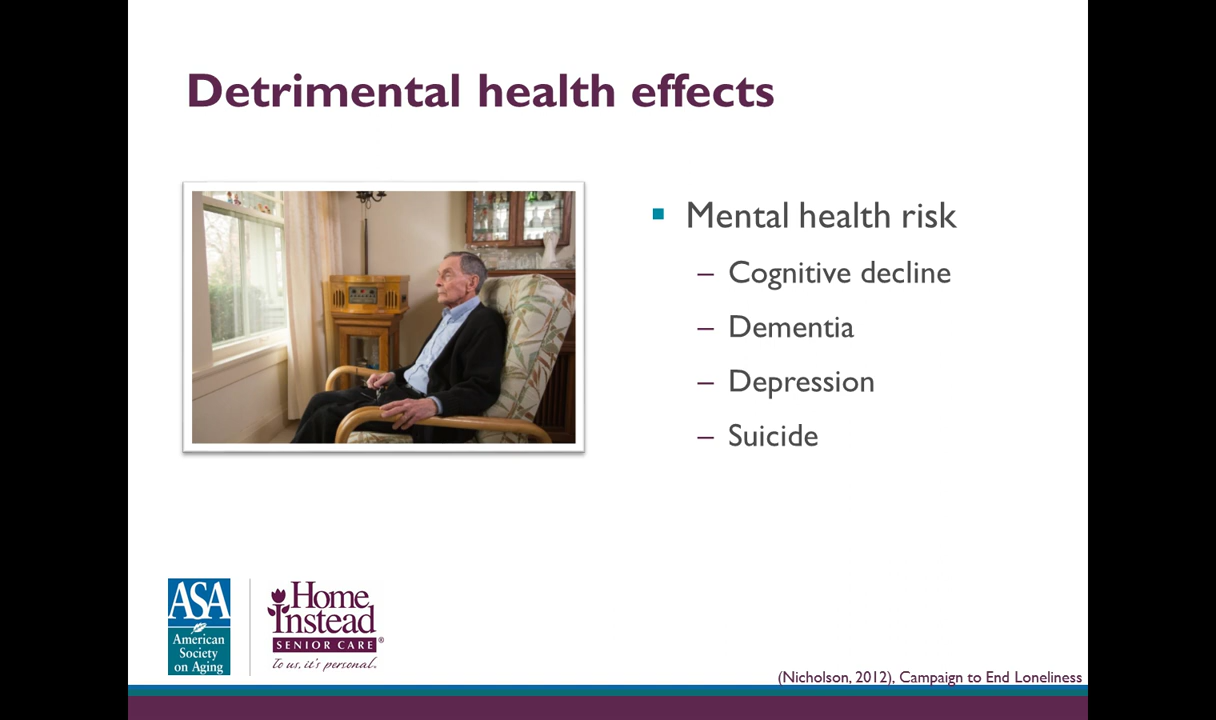 Detrimental health effects
Mental health risk
– Cognitive decline
– Dementia
– Depression
– Suicide
ASA
American
Society
on Aging
Home
Instead
SENIOR CARE®
To us, it's personal.
(Nicholson, 2012), Campaign to End Loneliness